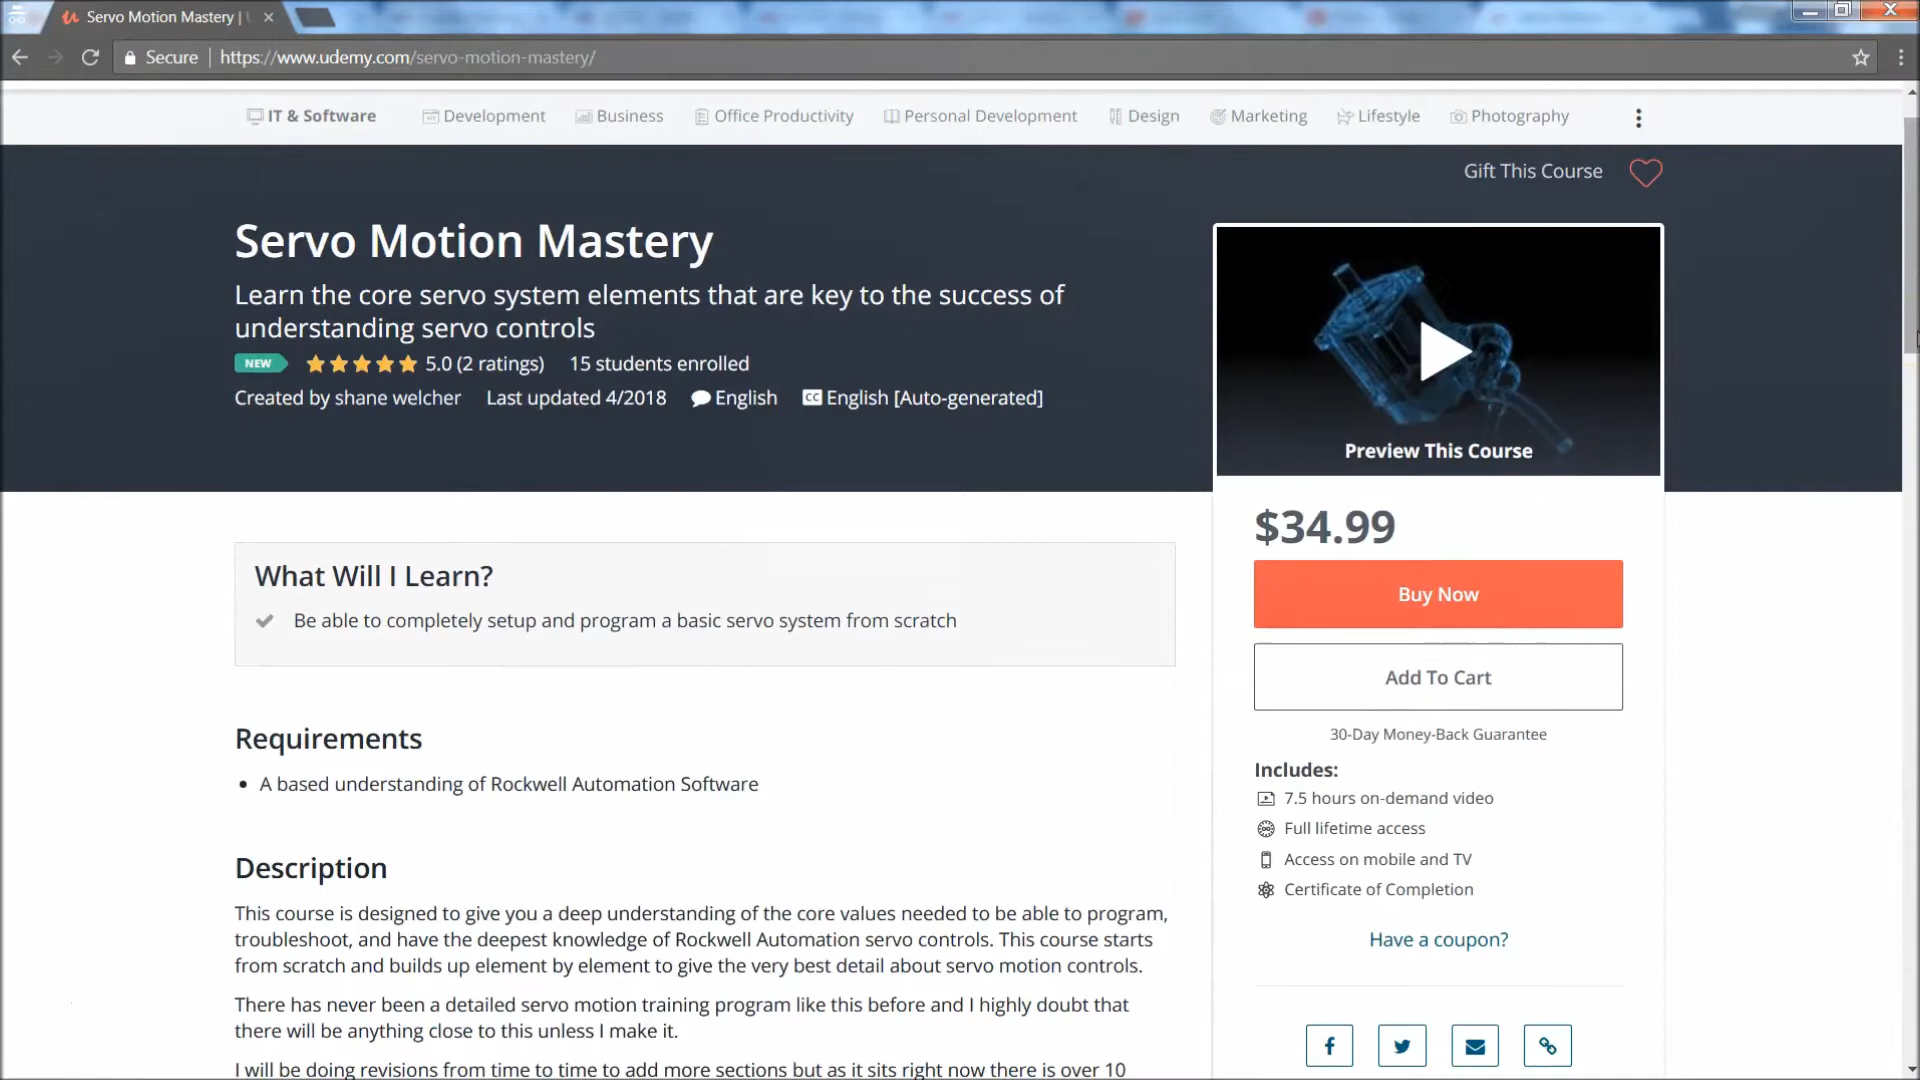 Servo Motion Mastery |
Secure
https://www.udemy.com/servo-motion-mastery/
IT & Software
Development
Business
Office Productivity
Personal Development
Design
Marketing
Lifestyle
Photography
Gift This Course
Servo Motion Mastery
Learn the core servo system elements that are key to the success of
understanding servo controls
NEW 5.0 (2 ratings) 15 students enrolled
Created by shane welcher Last updated 4/2018 English CC English [Auto-generated]
Preview This Course
$34.99
Buy Now
Add To Cart
30-Day Money-Back Guarantee
Includes:
7.5 hours on-demand video
Full lifetime access
Access on mobile and TV
Certificate of Completion
Have a coupon?
What Will I Learn?
Be able to completely setup and program a basic servo system from scratch
Requirements
• A based understanding of Rockwell Automation Software
Description
This course is designed to give you a deep understanding of the core values needed to be able to program,
troubleshoot, and have the deepest knowledge of Rockwell Automation servo controls. This course starts
from scratch and builds up element by element to give the very best detail about servo motion controls.
There has never been a detailed servo motion training program like this before and I highly doubt that
there will be anything close to this unless I make it.
I will be doing revisions from time to time to add more sections but as it sits right now there is over 10